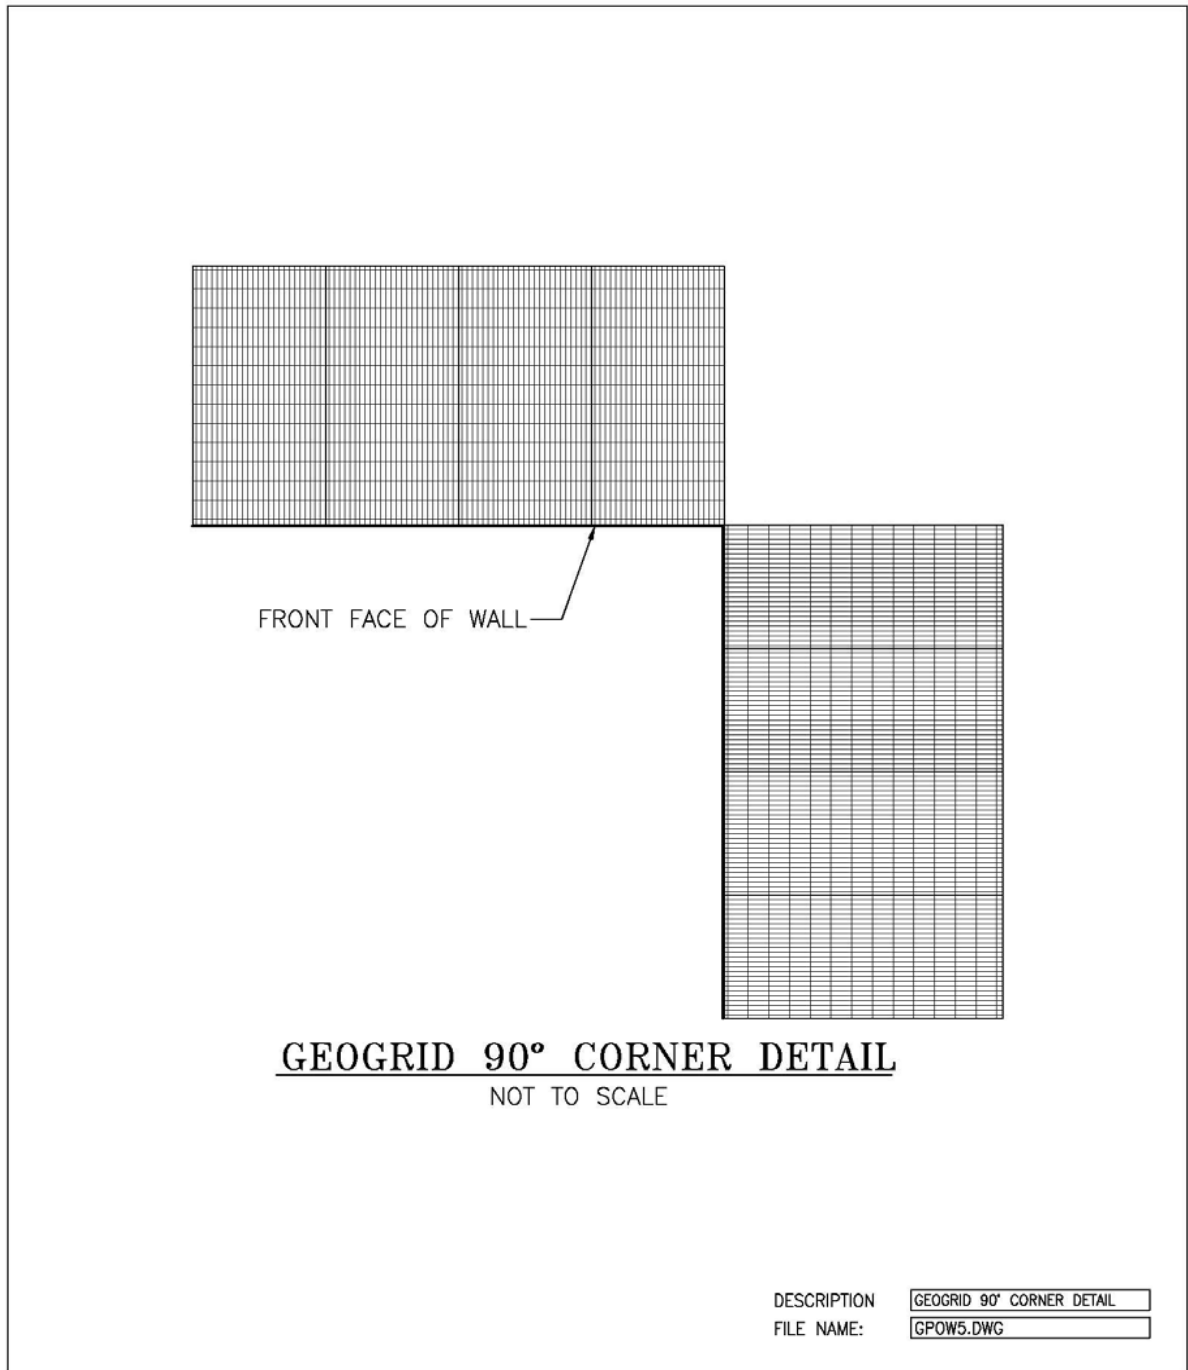 FRONT FACE OF WALL
GEOGRID 90° CORNER DETAIL
NOT TO SCALE
DESCRIPTION GEOGRID 90° CORNER DETAIL
FILE NAME: GPOW5.DWG